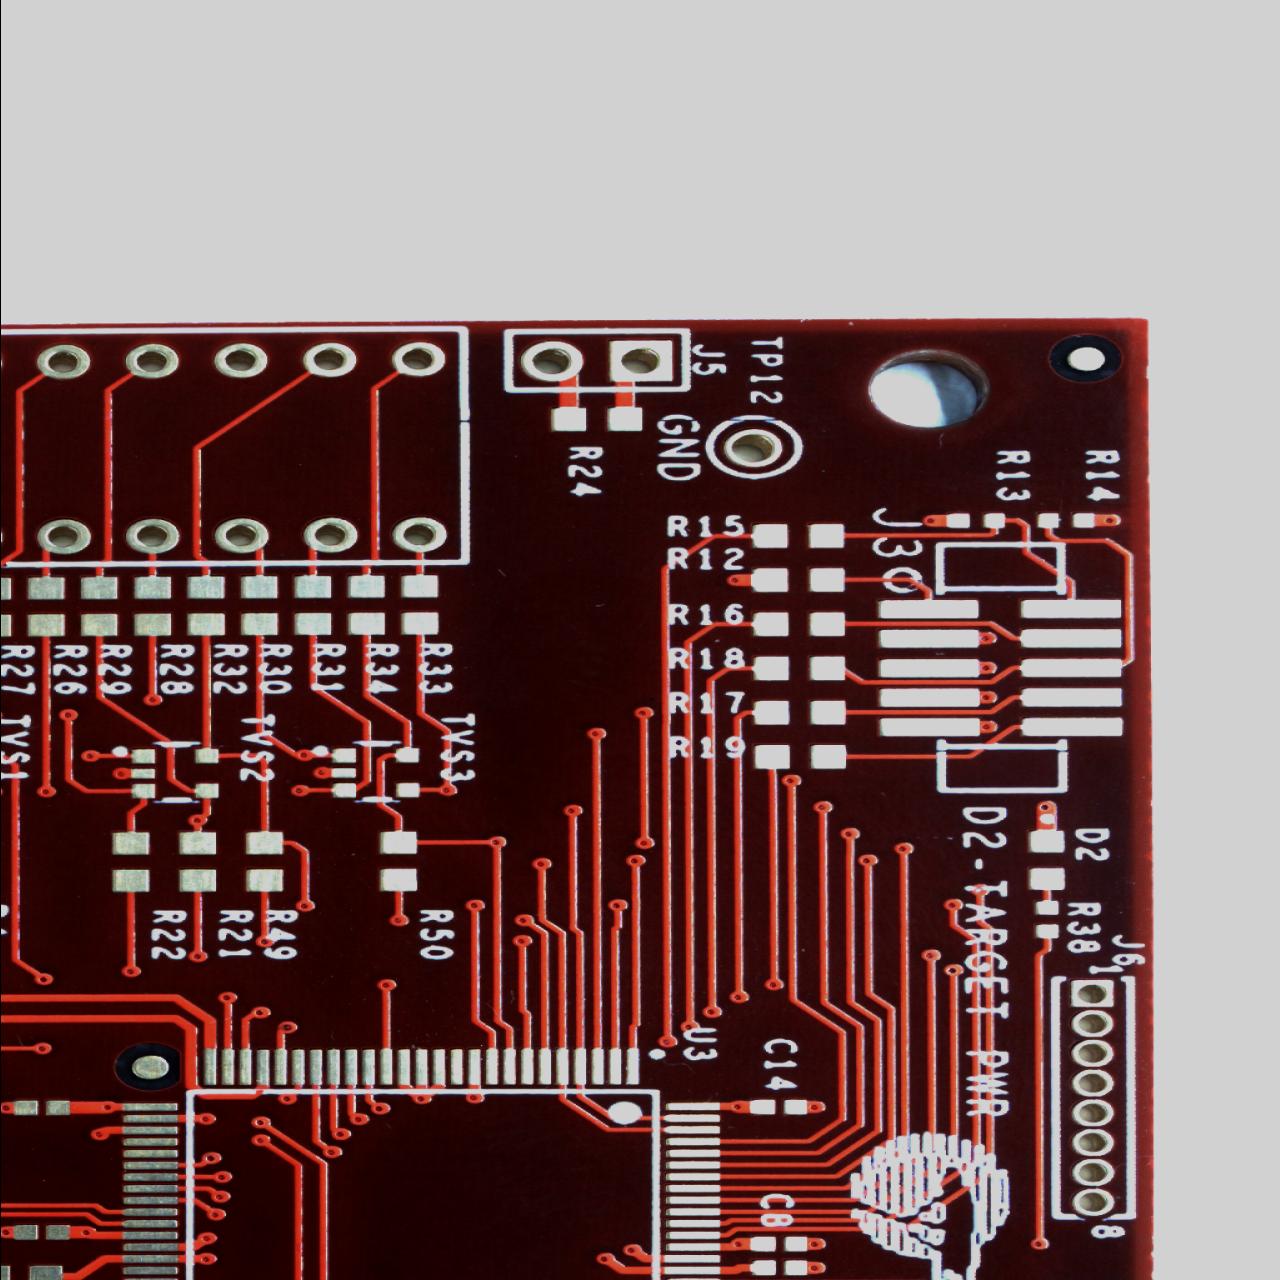 J5
TP12
GND
R24
R13
R14
J3
R15
R12
R16
R18
R17
R19
R27
R26
R29
R28
R32
R30
R31
R34
R33
TVS1
TVS2
TVS3
D2-TARGET PWR
D2
R38
J6
1
8
R22
R21
R49
R50
U3
C14
C8